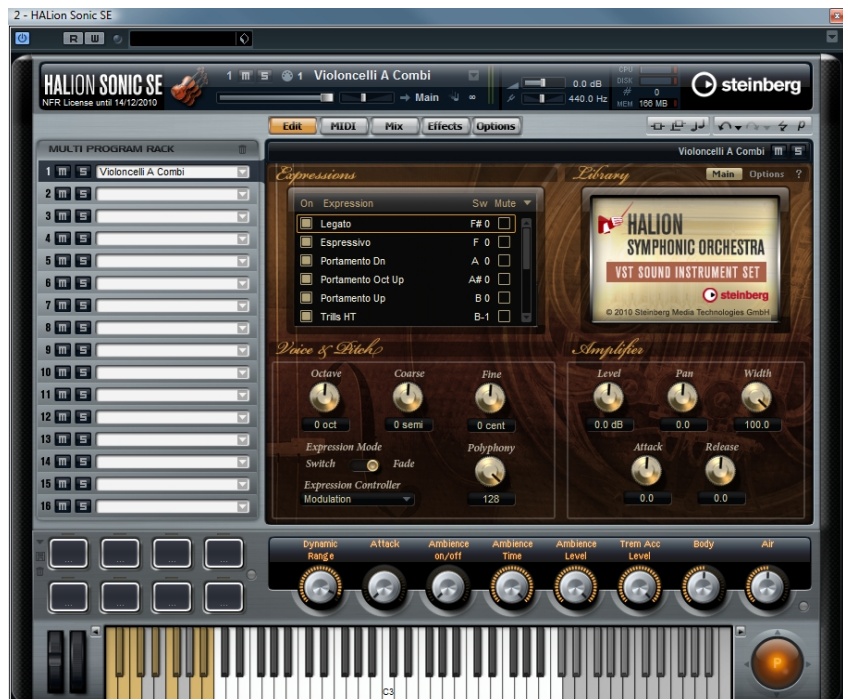 2 - HALion Sonic SE
R W
HALION SONIC SE
NFR License until 14/12/2010
1 m S 1 Violoncelli A Combi
Main
0.0 dB
440.0 Hz
CPU
DISK
# 0
MEM 166 MB
steinberg
Edit MIDI Mix Effects Options
MULTI PROGRAM RACK
Violoncelli A Combi m S
1 m S Violoncelli A Combi
2 m S
3 m S
4 m S
5 m S
6 m S
7 m S
8 m S
9 m S
10 m S
11 m S
12 m S
13 m S
14 m S
15 m S
16 m S
Expressions
On Expression Sw Mute
Legato F# 0
Espressivo F 0
Portamento Dn A 0
Portamento Oct Up A# 0
Portamento Up B 0
Trills HT B-1
Library
Main Options ?
HALION
SYMPHONIC ORCHESTRA
VST SOUND INSTRUMENT SET
steinberg
© 2010 Steinberg Media Technologies GmbH
Voice & Pitch
Octave Coarse Fine
0 oct 0 semi 0 cent
Expression Mode
Switch Fade
Expression Controller
Modulation
Polyphony
128
Amplifier
Level Pan Width
0.0 dB 0.0 100.0
Attack Release
0.0 0.0
Dynamic Range
Attack
Ambience on/off
Ambience Time
Ambience Level
Trem Acc Level
Body
Air
C3
P